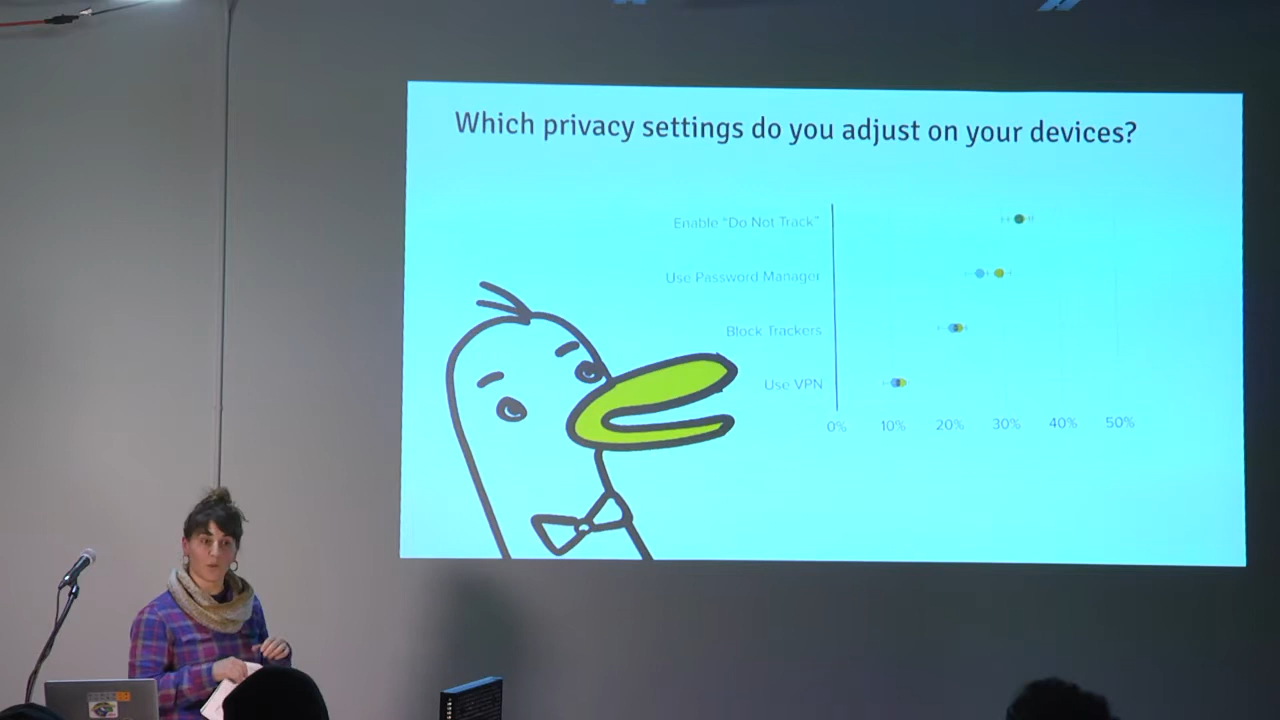 Which privacy settings do you adjust on your devices?
Enable "Do Not Track"
Use Password Manager
Block Trackers
Use VPN
0% 10% 20% 30% 40% 50%